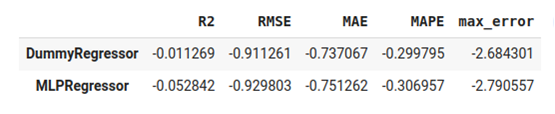 R2 RMSE MAE MAPE max_error
DummyRegressor -0.011269 -0.911261 -0.737067 -0.299795 -2.684301
MLPRegressor -0.052842 -0.929803 -0.751262 -0.306957 -2.790557